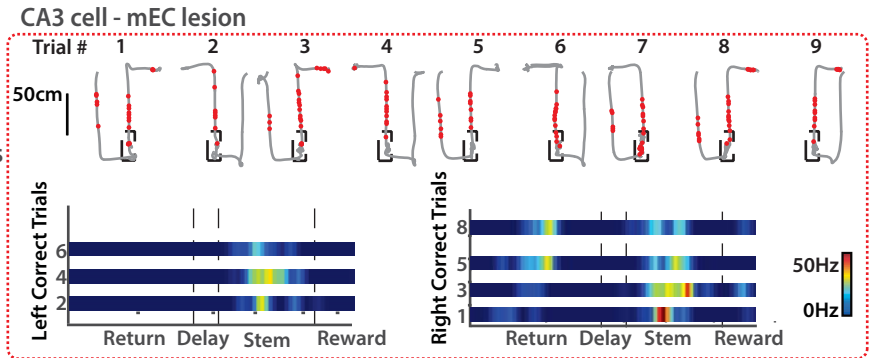 CA3 cell - mEC lesion
Trial # 1 2 3 4 5 6 7 8 9
50cm
Left Correct Trials
6
4
2
Return Delay Stem Reward
Right Correct Trials
8
5
3
1
Return Delay Stem Reward
50Hz
0Hz